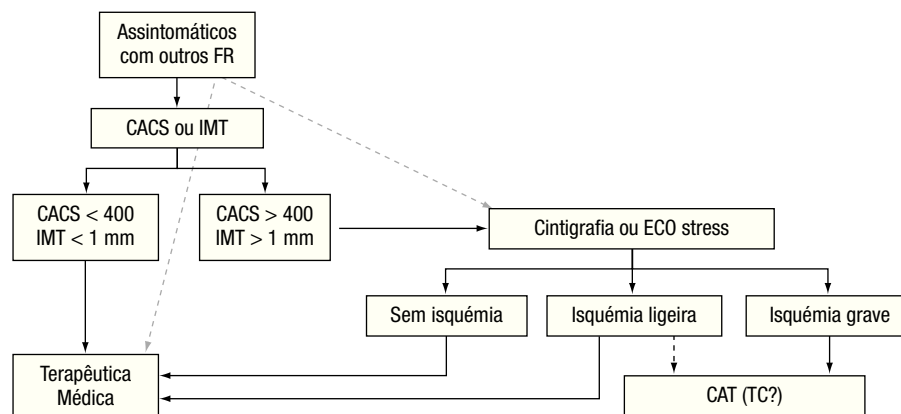 Assintomáticos
com outros FR
CACS ou IMT
CACS < 400
IMT < 1 mm
CACS > 400
IMT > 1 mm
Cintigrafia ou ECO stress
Sem isquémia
Isquémia ligeira
Isquémia grave
Terapêutica
Médica
CAT (TC?)